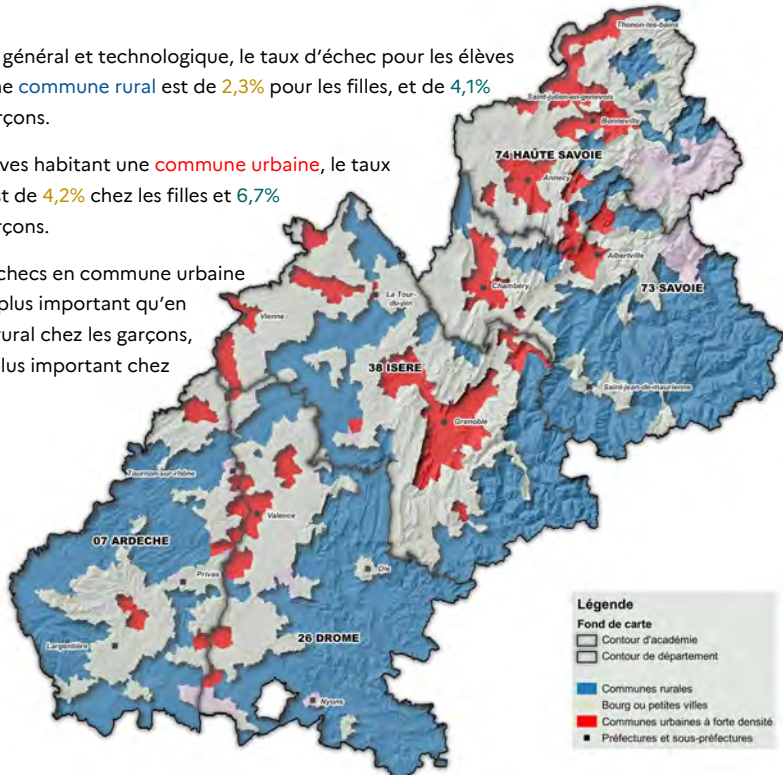 général et technologique, le taux d'échec pour les élèves
ne commune rural est de 2,3% pour les filles, et de 4,1%
rçons.
ves habitant une commune urbaine, le taux
st de 4,2% chez les filles et 6,7%
rçons.
checs en commune urbaine
plus important qu'en
rural chez les garçons,
lus important chez
Thonon-les-bains
Saint-julien-en-genevois
Bonneville
74 HAUTE SAVOIE
Annecy
Albertville
Chambéry
73 SAVOIE
La Tour-
du-pin
Vienne
38 ISERE
Saint-jean-de-maurienne
Grenoble
Tournon-sur-rhône
Valence
07 ARDECHE
Privas
Die
26 DROME
Largentière
Nyons
Légende
Fond de carte
Contour d'académie
Contour de département
Communes rurales
Bourg ou petites villes
Communes urbaines à forte densité
Préfectures et sous-préfectures